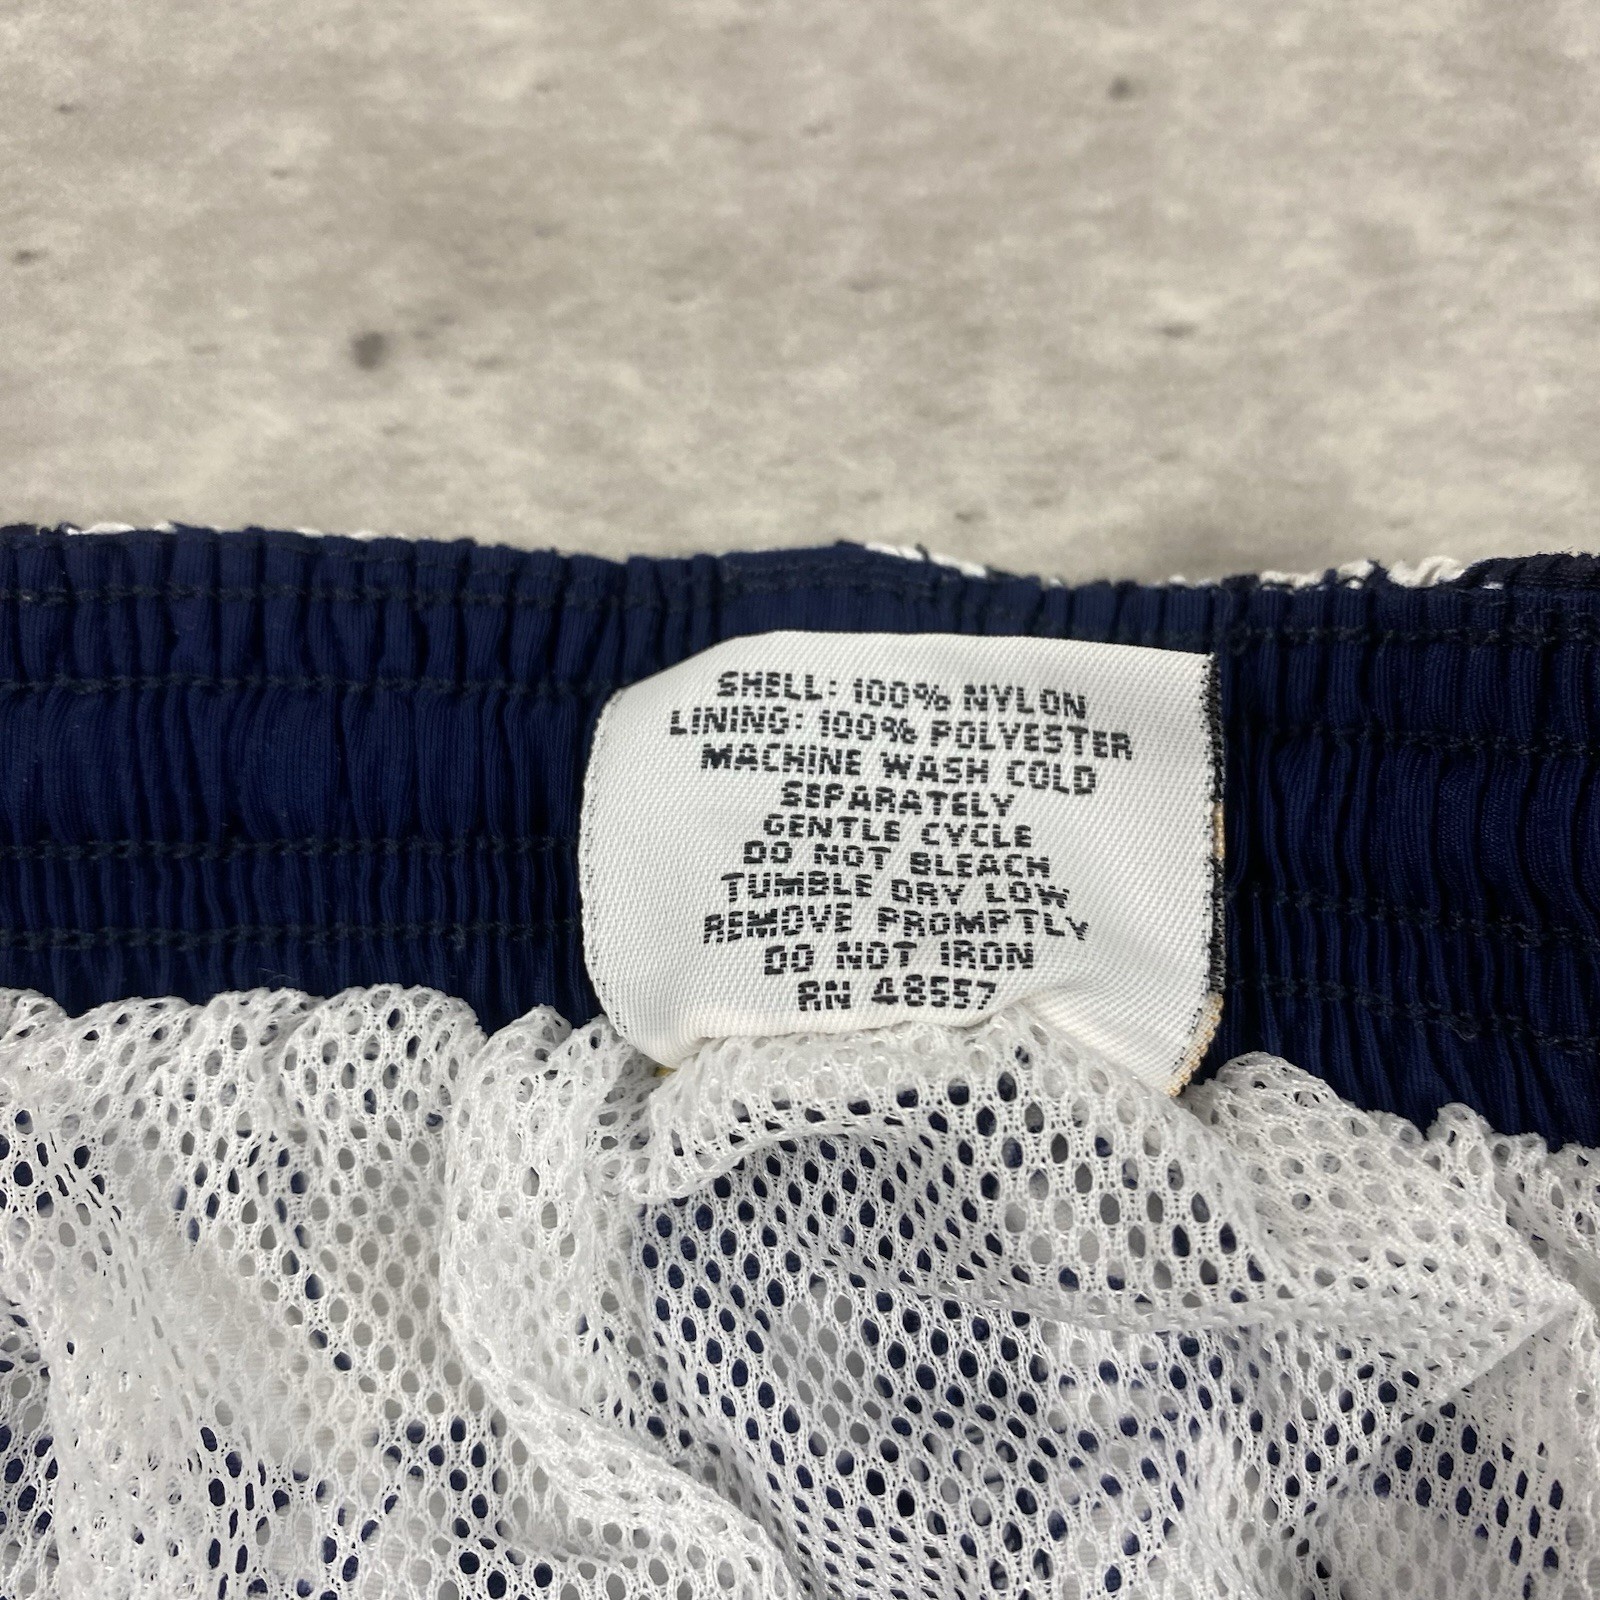 SHELL: 100% NYLON
LINING: 100% POLYESTER
MACHINE WASH COLD
SEPARATELY
GENTLE CYCLE
DO NOT BLEACH
TUMBLE DRY LOW
REMOVE PROMPTLY
DO NOT IRON
RN 48557